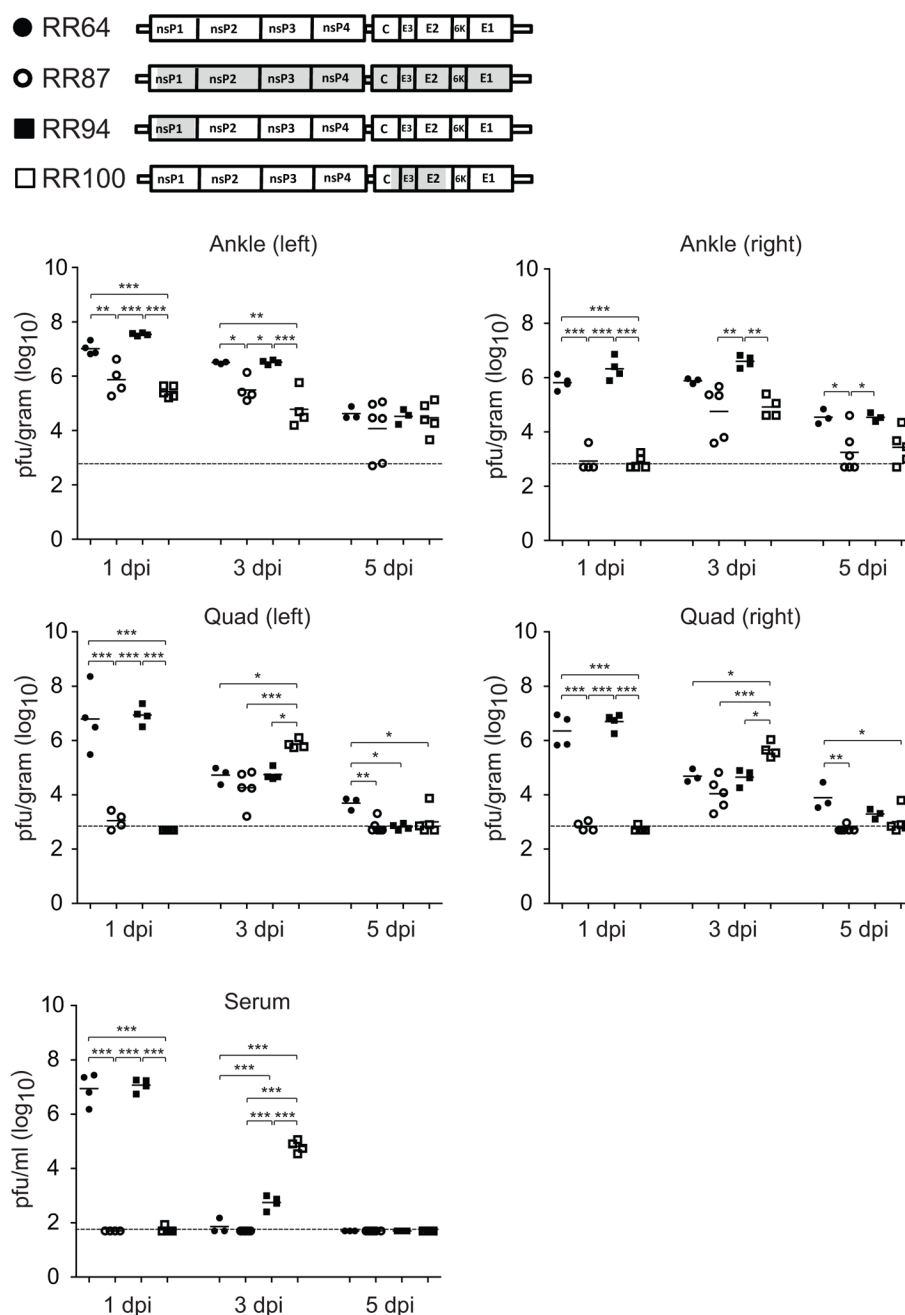 RR64 nsP1 nsP2 nsP3 nsP4 C E3 E2 6K E1
RR87 nsP1 nsP2 nsP3 nsP4 C E3 E2 6K E1
RR94 nsP1 nsP2 nsP3 nsP4 C E3 E2 6K E1
RR100 nsP1 nsP2 nsP3 nsP4 C E3 E2 6K E1
Ankle (left)
pfu/gram (log10)
10
8
6
4
2
0
***
** *** ***
**
* * ***
1 dpi 3 dpi 5 dpi
Ankle (right)
pfu/gram (log10)
10
8
6
4
2
0
***
*** *** ***
** **
* *
1 dpi 3 dpi 5 dpi
Quad (left)
pfu/gram (log10)
10
8
6
4
2
0
***
*** *** ***
*
***
*
*
*
**
1 dpi 3 dpi 5 dpi
Quad (right)
pfu/gram (log10)
10
8
6
4
2
0
***
*** *** ***
*
***
*
*
**
1 dpi 3 dpi 5 dpi
Serum
pfu/ml (log10)
10
8
6
4
2
0
***
*** *** ***
***
***
***
*** ***
1 dpi 3 dpi 5 dpi